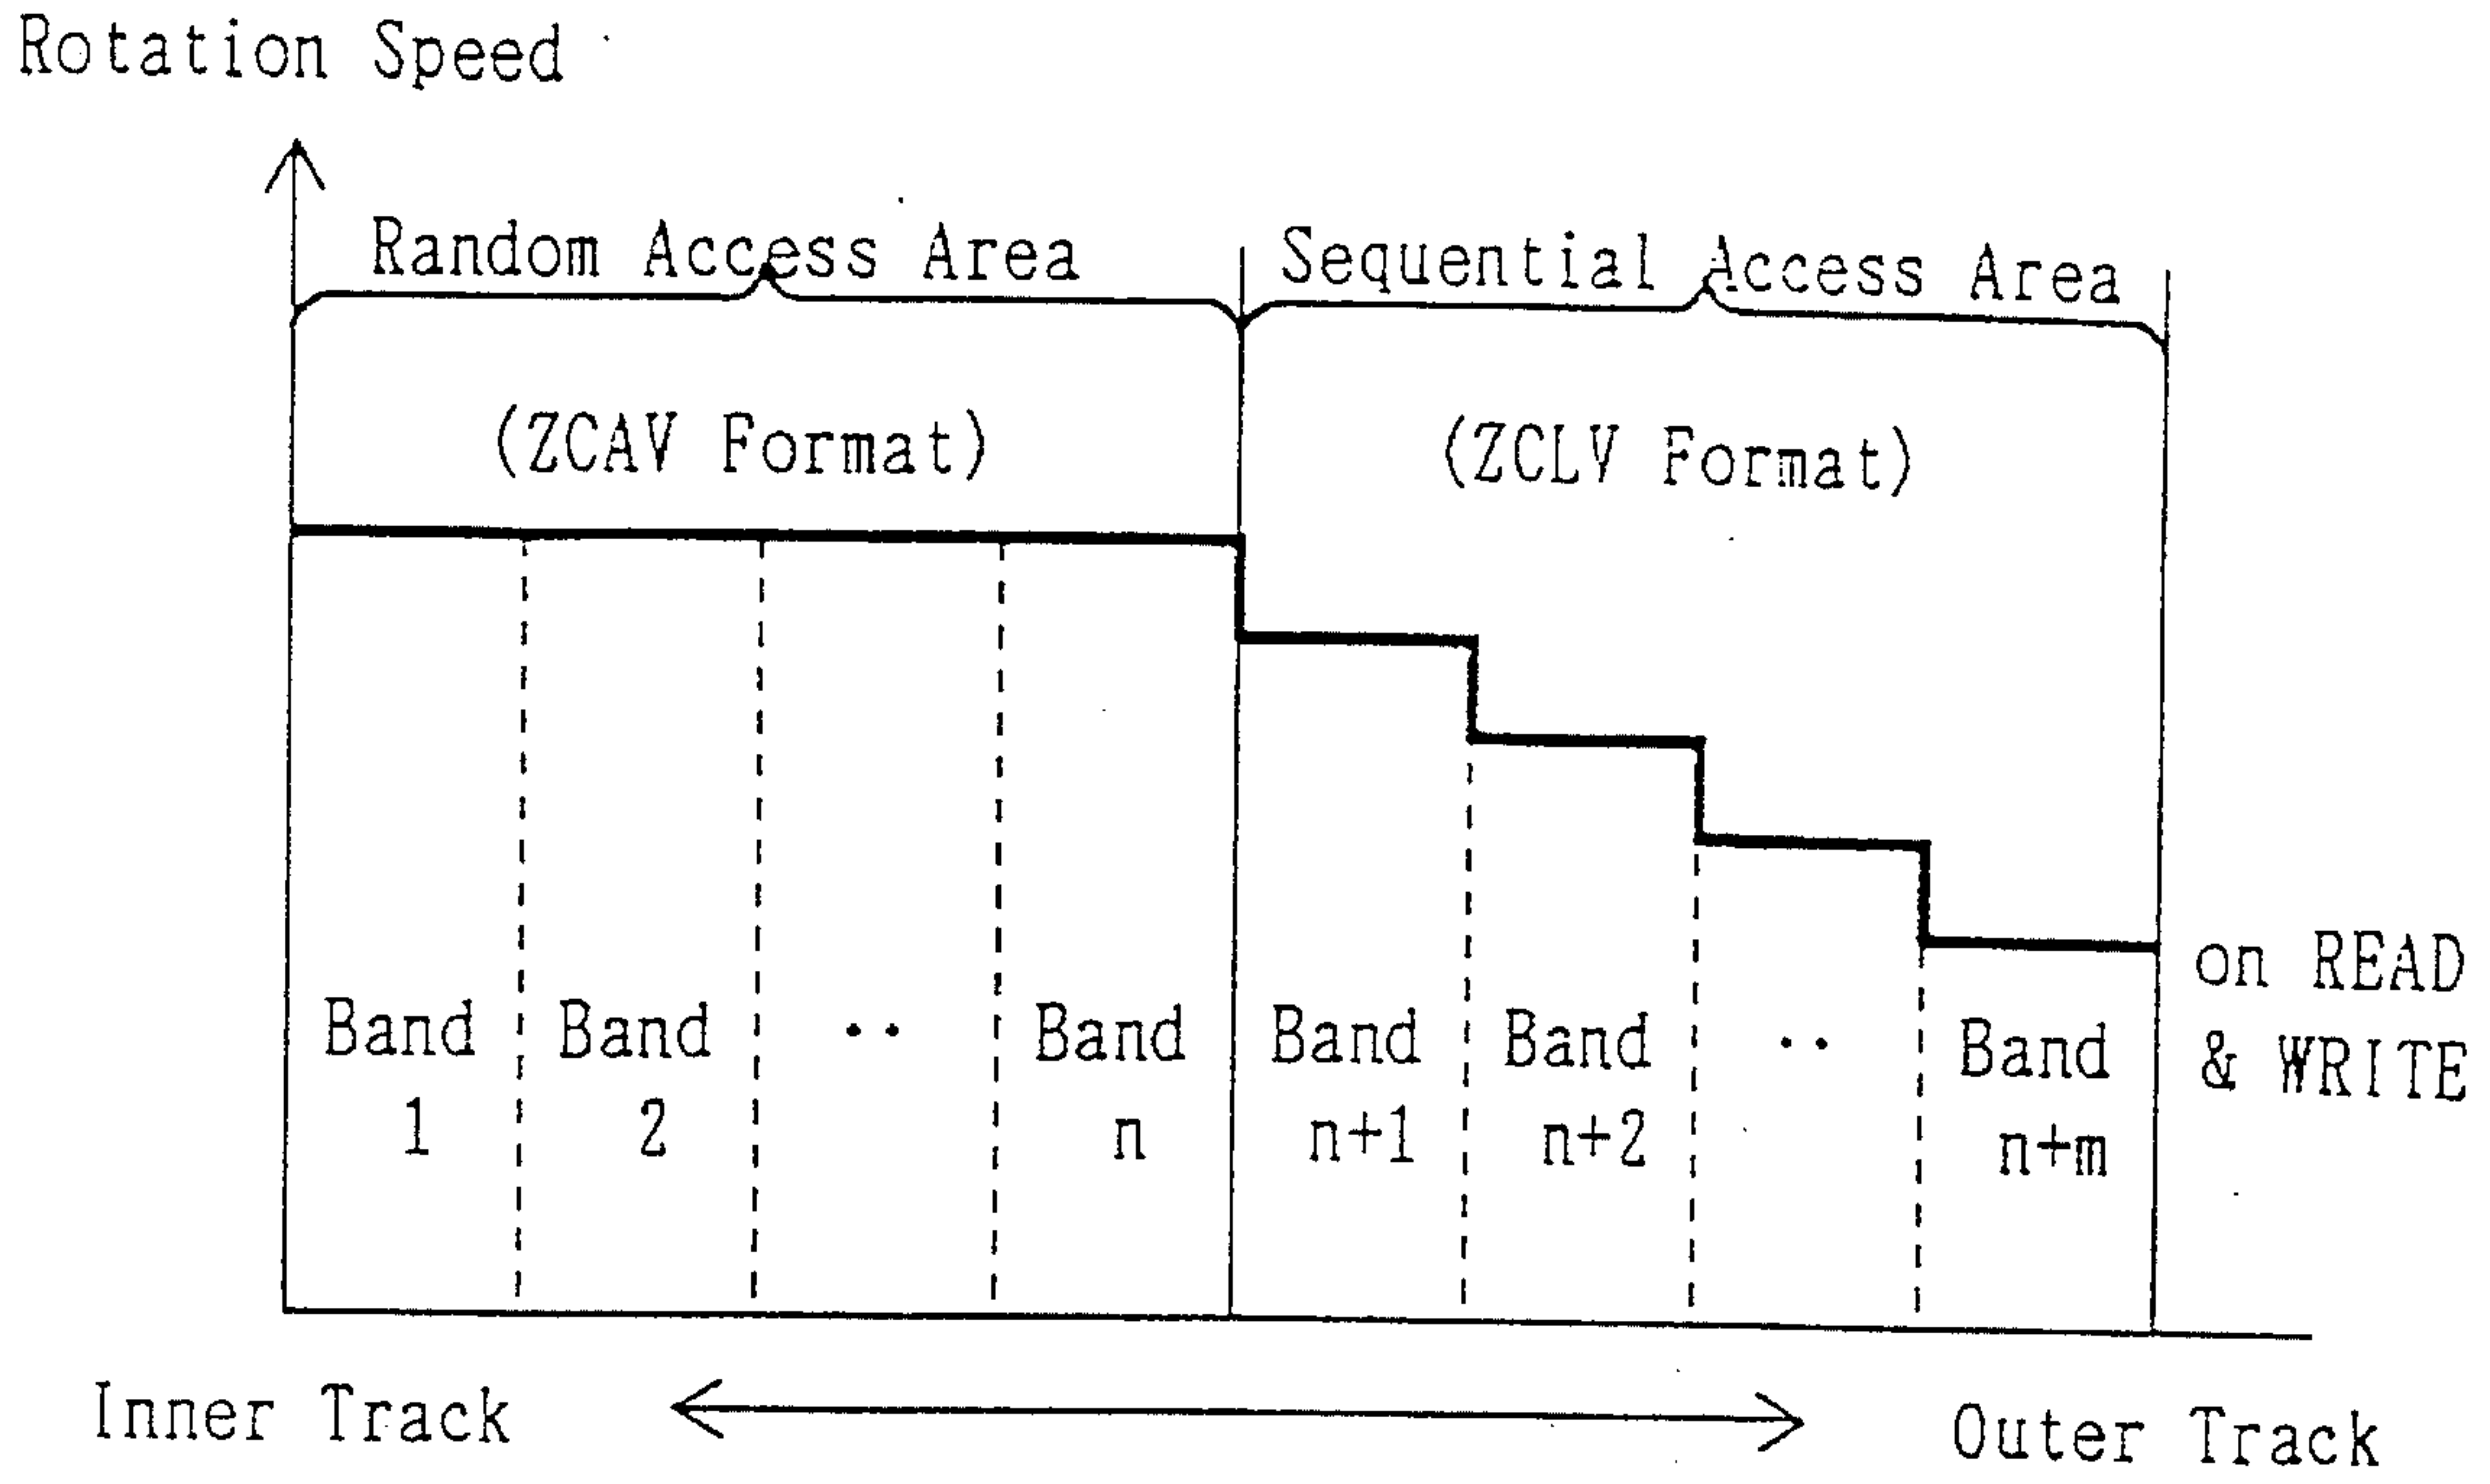 Rotation Speed
Random Access Area
Sequential Access Area
(ZCAV Format)
(ZCLV Format)
on READ
& WRITE
Band
1
Band
2
··
Band
n
Band
n+1
Band
n+2
··
Band
n+m
Inner Track
Outer Track